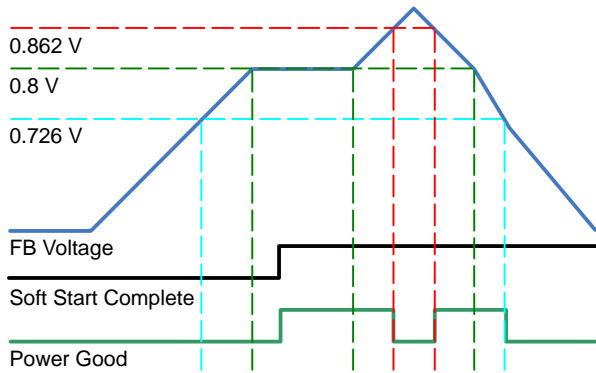 0.862 V
0.8 V
0.726 V
FB Voltage
Soft Start Complete
Power Good